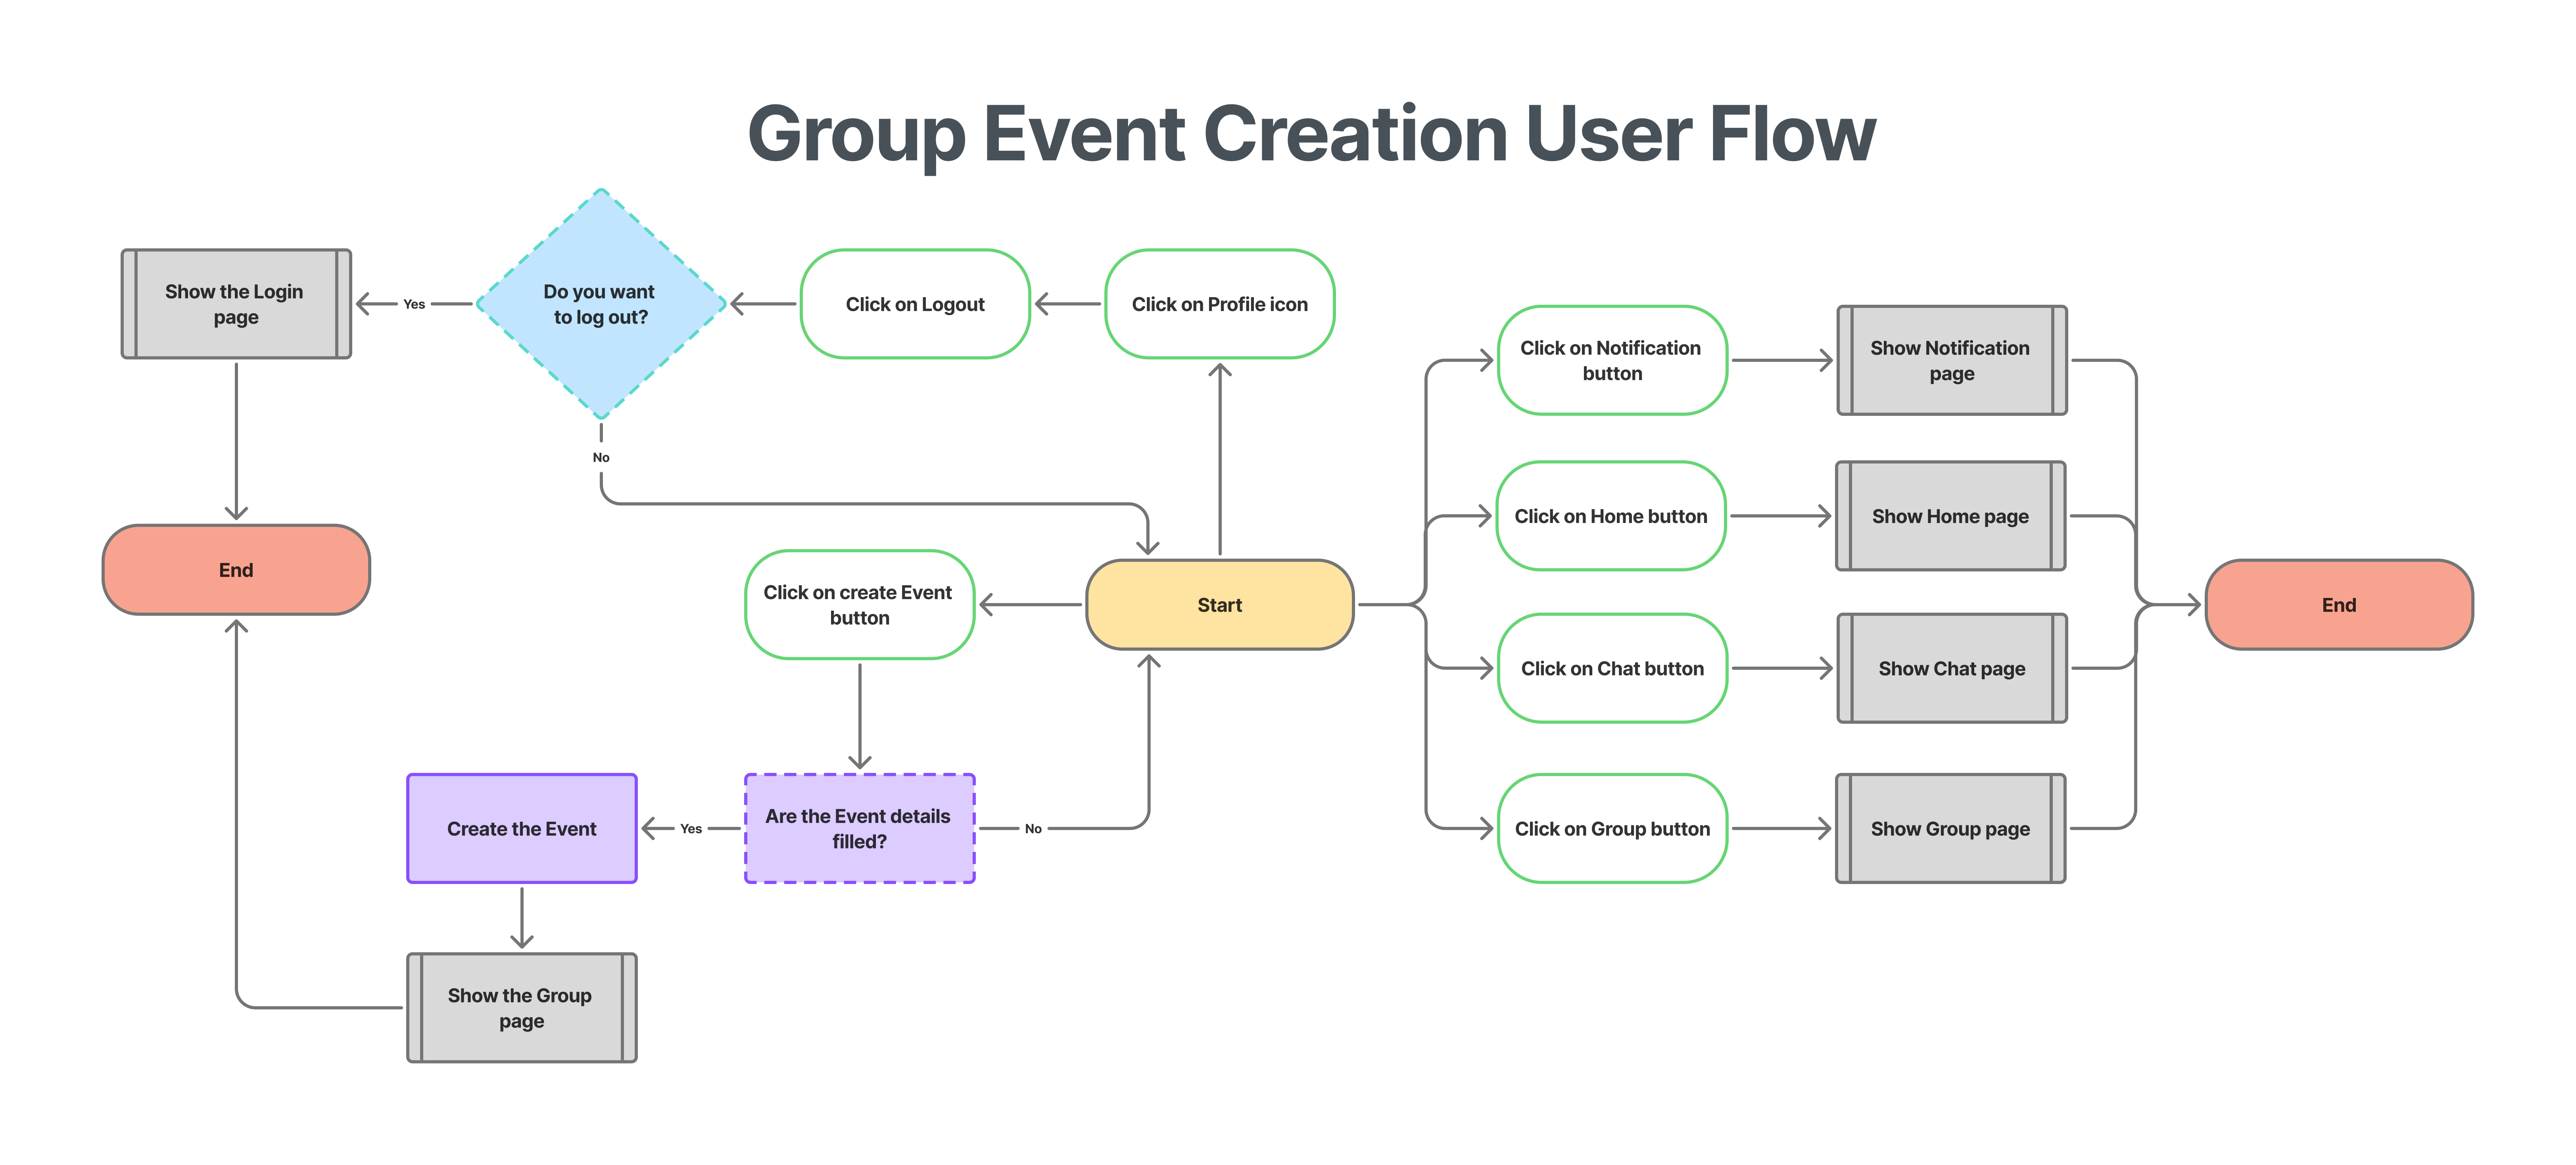 Group Event Creation User Flow
Show the Login
page
Yes
Do you want
to log out?
Click on Logout
Click on Profile icon
Click on Notification
button
Show Notification
page
No
Click on Home button
Show Home page
End
Click on create Event
button
Start
End
Click on Chat button
Show Chat page
Create the Event
Yes
Are the Event details
filled?
No
Click on Group button
Show Group page
Show the Group
page